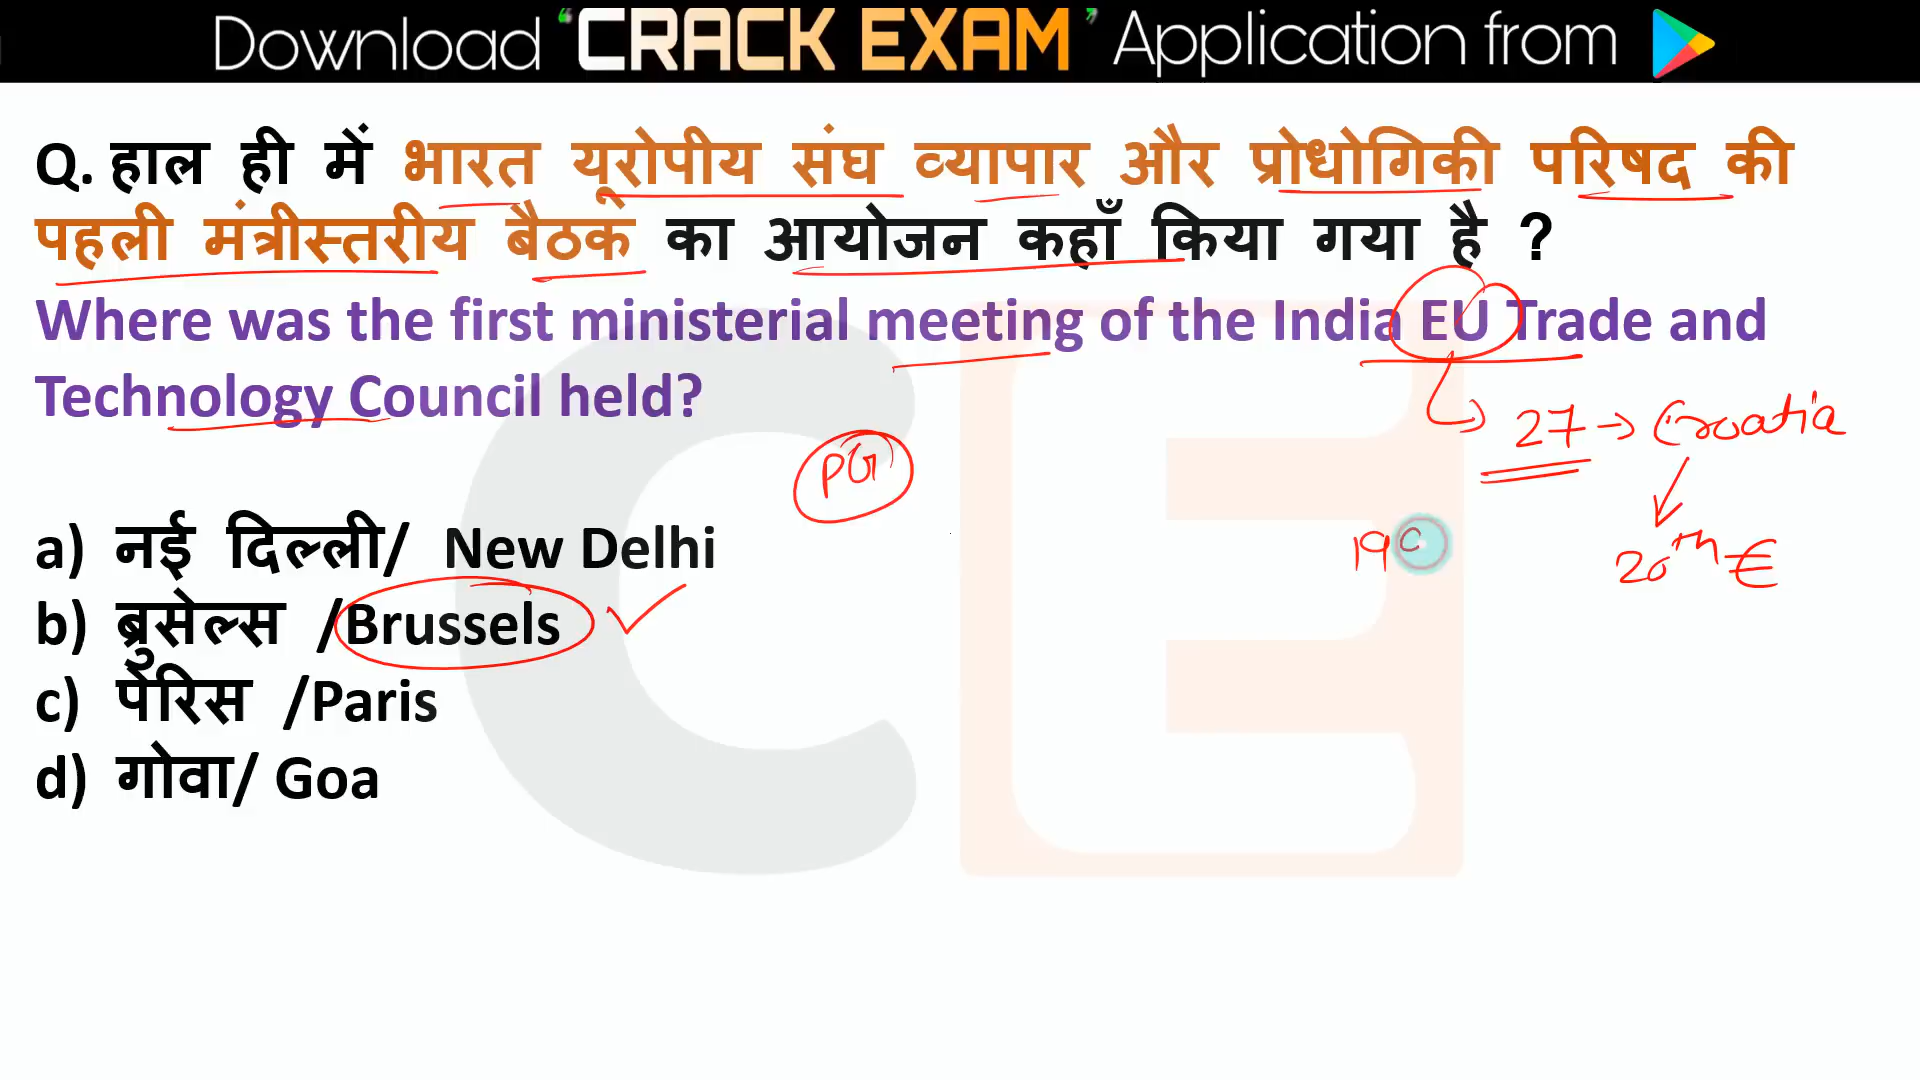 Download ‘CRACK EXAM’ Application from
Q. हाल ही में भारत यूरोपीय संघ व्यापार और प्रोधोगिकी परिषद की
पहली मंत्रीस्तरीय बैठक का आयोजन कहाँ किया गया है ?
Where was the first ministerial meeting of the India EU Trade and
Technology Council held?
27 → Croatia
PG
20th €
19
a) नई दिल्ली/ New Delhi
b) ब्रुसेल्स /Brussels
c) पेरिस /Paris
d) गोवा/ Goa